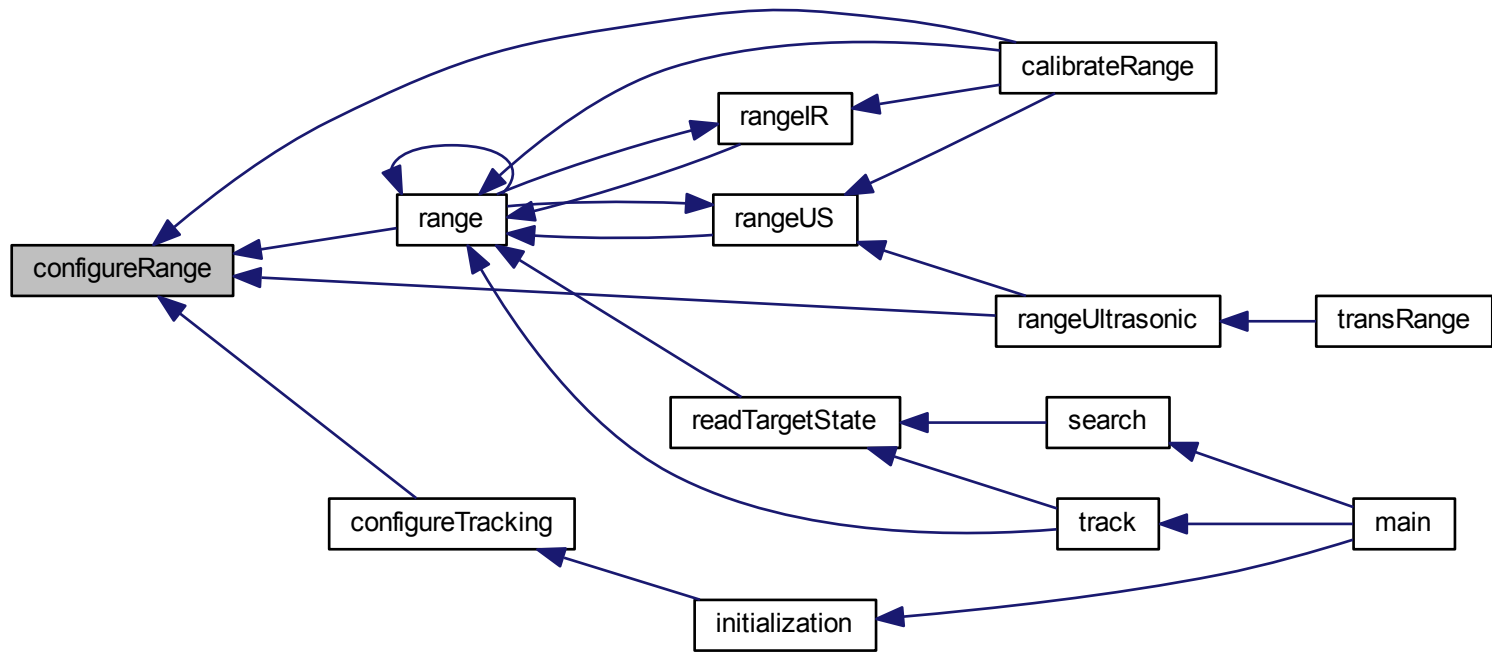 calibrateRange
rangeIR
range
rangeUS
configureRange
rangeUltrasonic
transRange
readTargetState
search
configureTracking
track
main
initialization